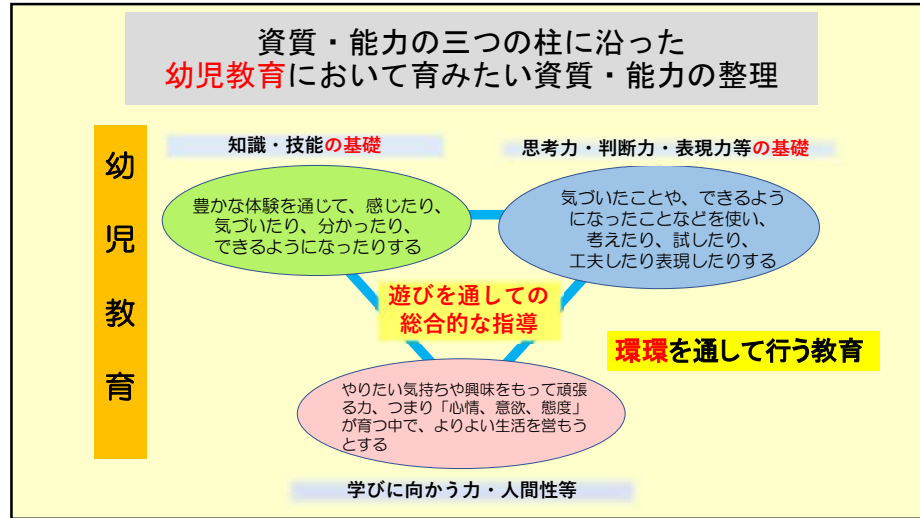 資質・能力の三つの柱に沿った
幼児教育において育みたい資質・能力の整理
幼児教育
知識・技能の基礎
豊かな体験を通じて、感じたり、
気づいたり、分かったり、
できるようになったりする
思考力・判断力・表現力等の基礎
気づいたことや、できるよう
になったことなどを使い、
考えたり、試したり、
工夫したり表現したりする
遊びを通しての
総合的な指導
環環を通して行う教育
やりたい気持ちや興味をもって頑張
る力、つまり「心情、意欲、態度」
が育つ中で、よりよい生活を営もう
とする
学びに向かう力・人間性等